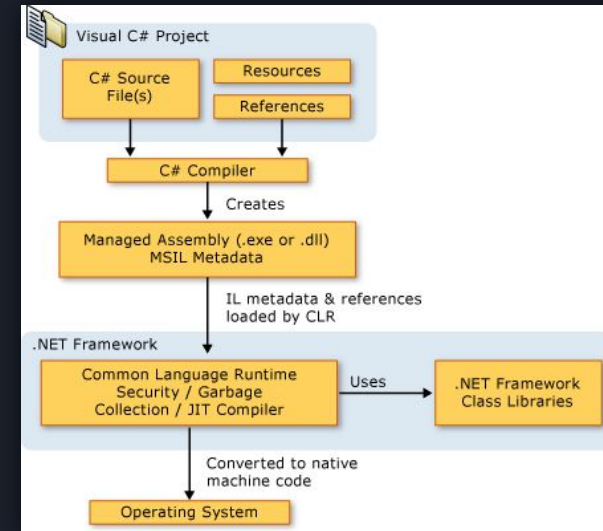 Visual C# Project
C# Source
File(s)
Resources
References
C# Compiler
Creates
Managed Assembly (.exe or .dll)
MSIL Metadata
IL metadata & references
loaded by CLR
.NET Framework
Common Language Runtime
Security / Garbage
Collection / JIT Compiler
Uses
.NET Framework
Class Libraries
Converted to native
machine code
Operating System